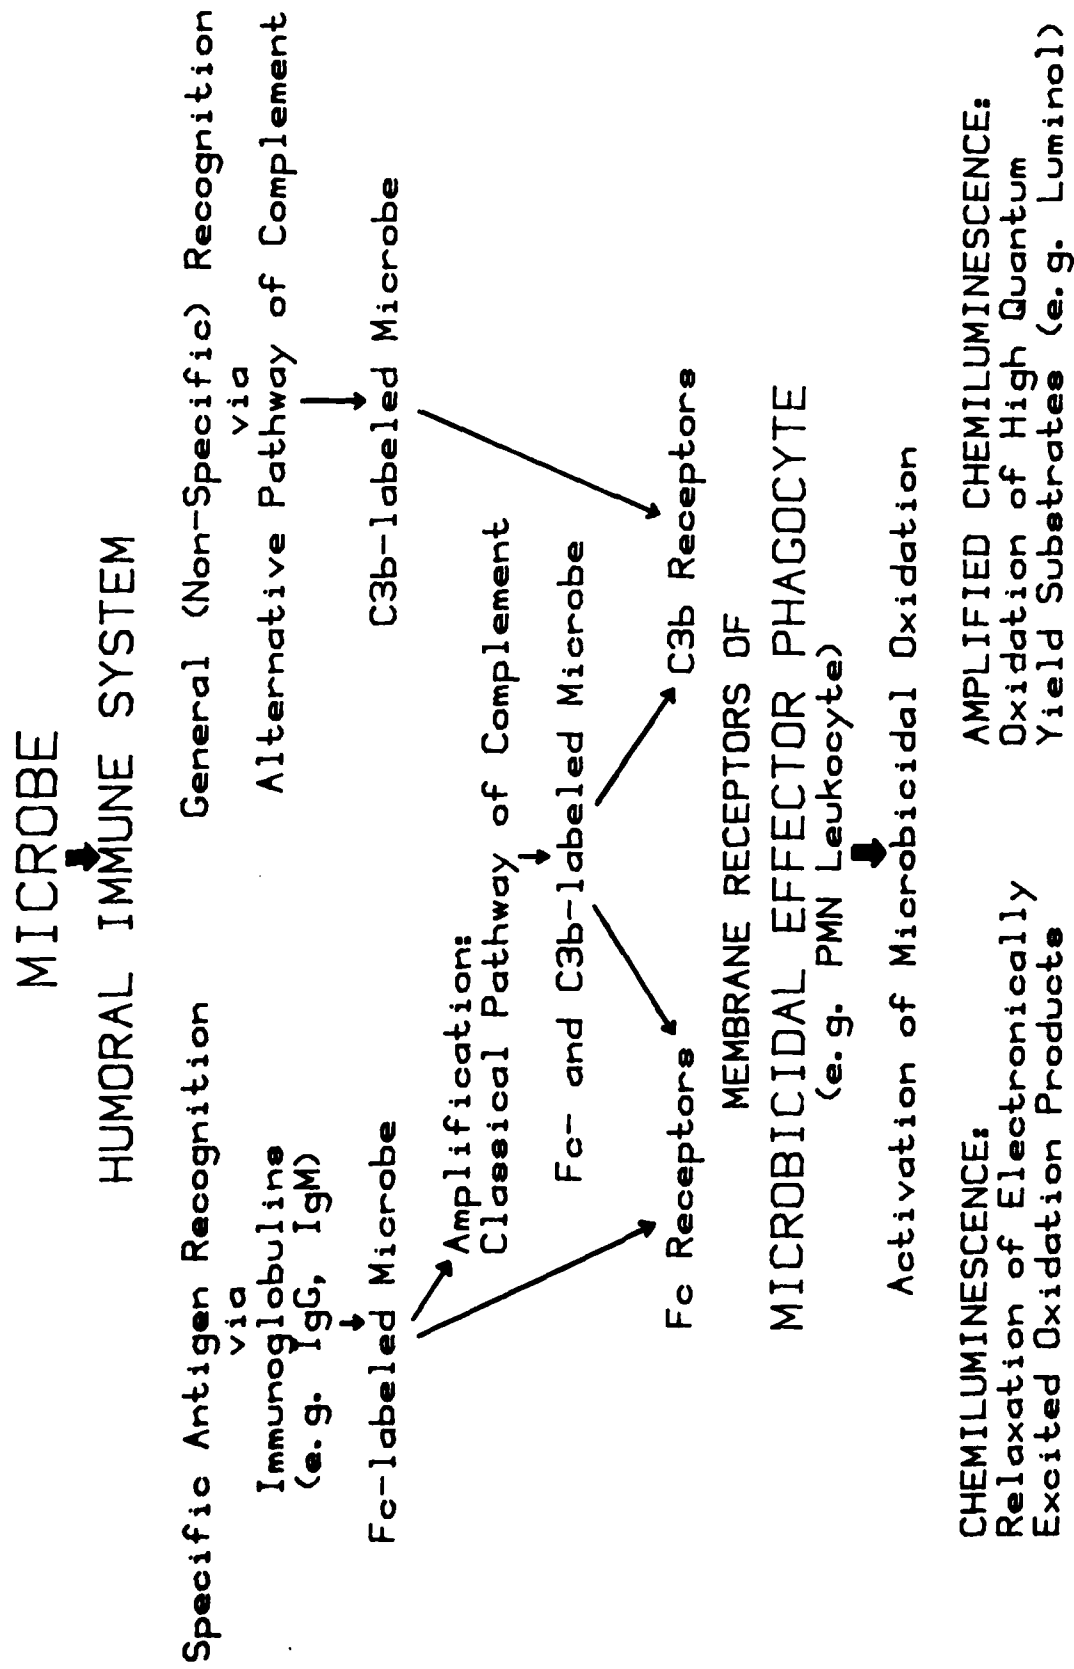 MICROBE
HUMORAL IMMUNE SYSTEM
Specific Antigen Recognition
via
Immunoglobulins
(e.g. IgG, IgM)
Fc-labeled Microbe
General (Non-Specific) Recognition
via
Alternative Pathway of Complement
C3b-labeled Microbe
Amplification:
Classical Pathway of Complement
Fc- and C3b-labeled Microbe
Fc Receptors
C3b Receptors
MEMBRANE RECEPTORS OF
MICROBICIDAL EFFECTOR PHAGOCYTE
(e.g. PMN Leukocyte)
Activation of Microbicidal Oxidation
CHEMILUMINESCENCE:
Relaxation of Electronically
Excited Oxidation Products
AMPLIFIED CHEMILUMINESCENCE:
Oxidation of High Quantum
Yield Substrates (e.g. Luminol)